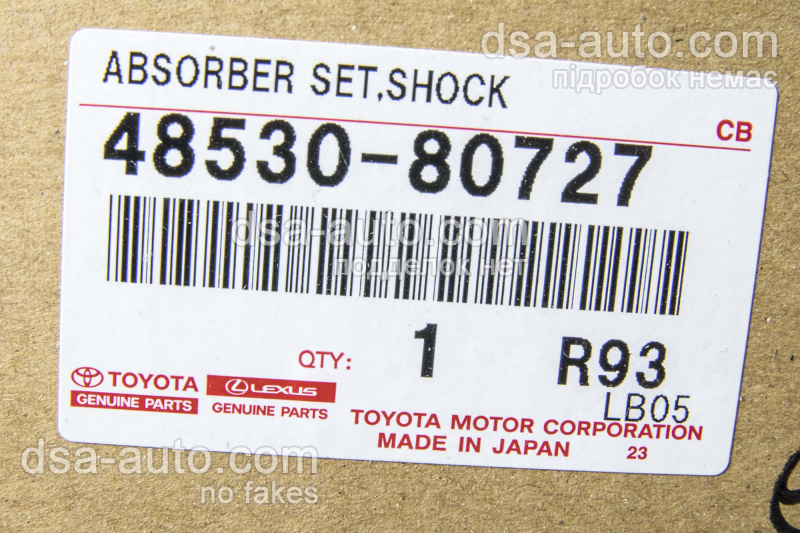 dsa-auto.com
підробок немає
ABSORBER SET,SHOCK
CB
48530-80727
dsa-auto.com
подделок нет
QTY: 1 R93
LB05
TOYOTA
GENUINE PARTS
LEXUS
GENUINE PARTS
TOYOTA MOTOR CORPORATION
MADE IN JAPAN 23
dsa-auto.com
no fakes